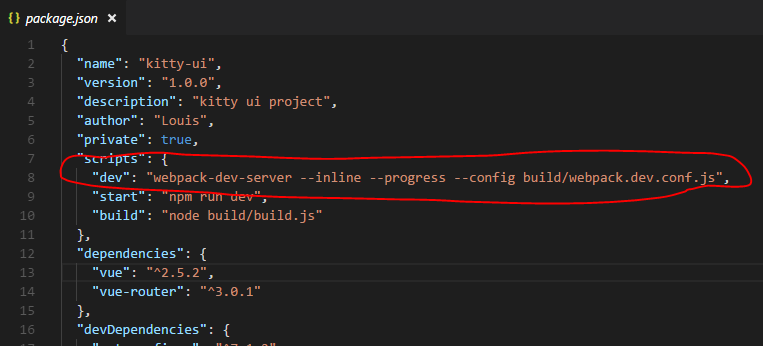 {} package.json ×
1 {
2 "name": "kitty-ui",
3 "version": "1.0.0",
4 "description": "kitty ui project",
5 "author": "Louis",
6 "private": true,
7 "scripts": {
8 "dev": "webpack-dev-server --inline --progress --config build/webpack.dev.conf.js",
9 "start": "npm run dev",
10 "build": "node build/build.js"
11 },
12 "dependencies": {
13 "vue": "^2.5.2",
14 "vue-router": "^3.0.1"
15 },
16 "devDependencies": {